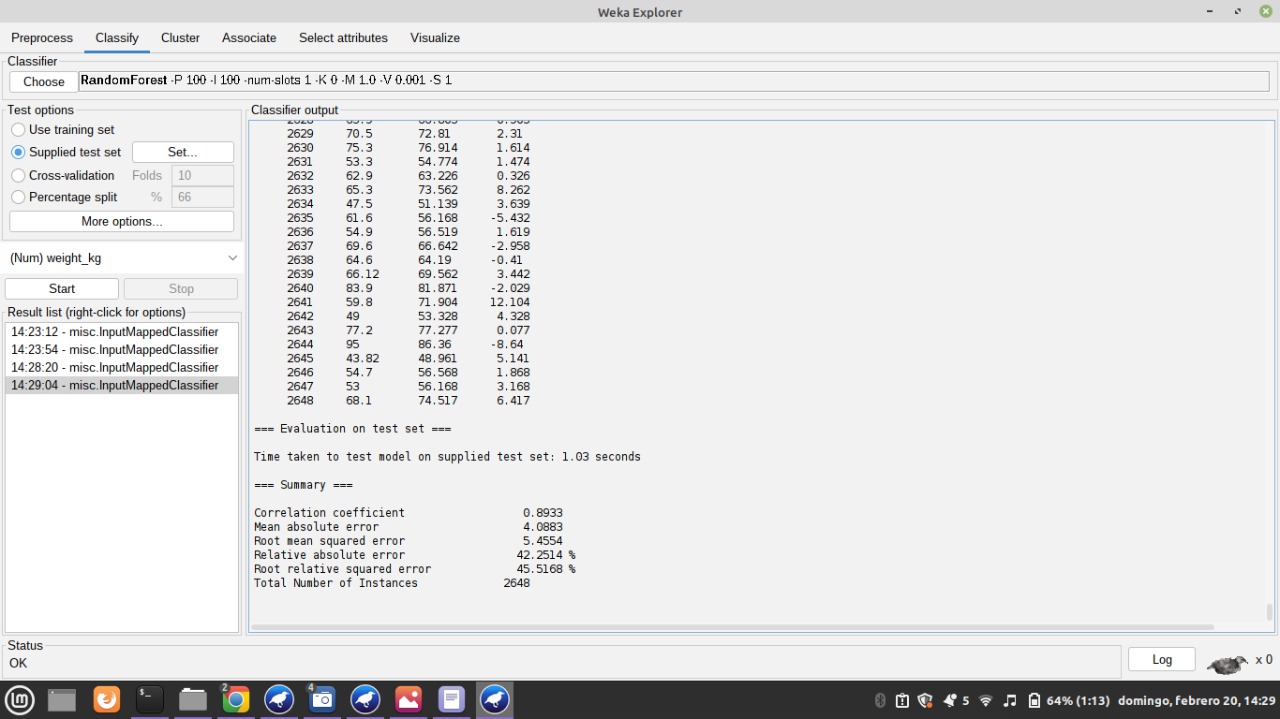 Weka Explorer
Preprocess Classify Cluster Associate Select attributes Visualize
Classifier
Choose RandomForest -P 100 -I 100 -num-slots 1 -K 0 -M 1.0 -V 0.001 -S 1
Test options
Use training set
Supplied test set Set...
Cross-validation Folds 10
Percentage split % 66
More options...
(Num) weight_kg
Start Stop
Result list (right-click for options)
14:23:12 - misc.InputMappedClassifier
14:23:54 - misc.InputMappedClassifier
14:28:20 - misc.InputMappedClassifier
14:29:04 - misc.InputMappedClassifier
Classifier output
2629 70.5 72.81 2.31
2630 75.3 76.914 1.614
2631 53.3 54.774 1.474
2632 62.9 63.226 0.326
2633 65.3 73.562 8.262
2634 47.5 51.139 3.639
2635 61.6 56.168 -5.432
2636 54.9 56.519 1.619
2637 69.6 66.642 -2.958
2638 64.6 64.19 -0.41
2639 66.12 69.562 3.442
2640 83.9 81.871 -2.029
2641 59.8 71.904 12.104
2642 49 53.328 4.328
2643 77.2 77.277 0.077
2644 95 86.36 -8.64
2645 43.82 48.961 5.141
2646 54.7 56.568 1.868
2647 53 56.168 3.168
2648 68.1 74.517 6.417
=== Evaluation on test set ===
Time taken to test model on supplied test set: 1.03 seconds
=== Summary ===
Correlation coefficient 0.8933
Mean absolute error 4.0883
Root mean squared error 5.4554
Relative absolute error 42.2514 %
Root relative squared error 45.5168 %
Total Number of Instances 2648
Status
OK
Log x 0
2 4 5 64% (1:13) domingo, febrero 20, 14:29